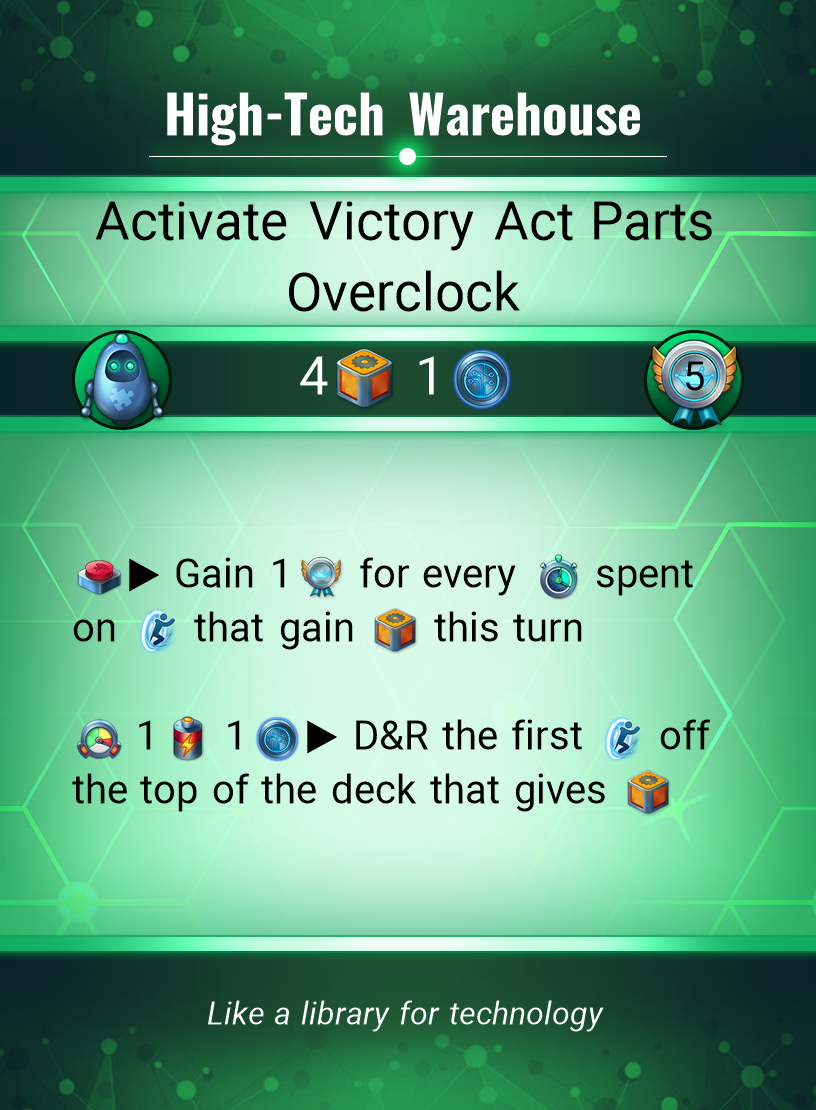 High-Tech Warehouse
Activate Victory Act Parts
Overclock
4 1 5
▶ Gain 1 for every spent
on that gain this turn
1 1 ▶ D&R the first off
the top of the deck that gives
Like a library for technology